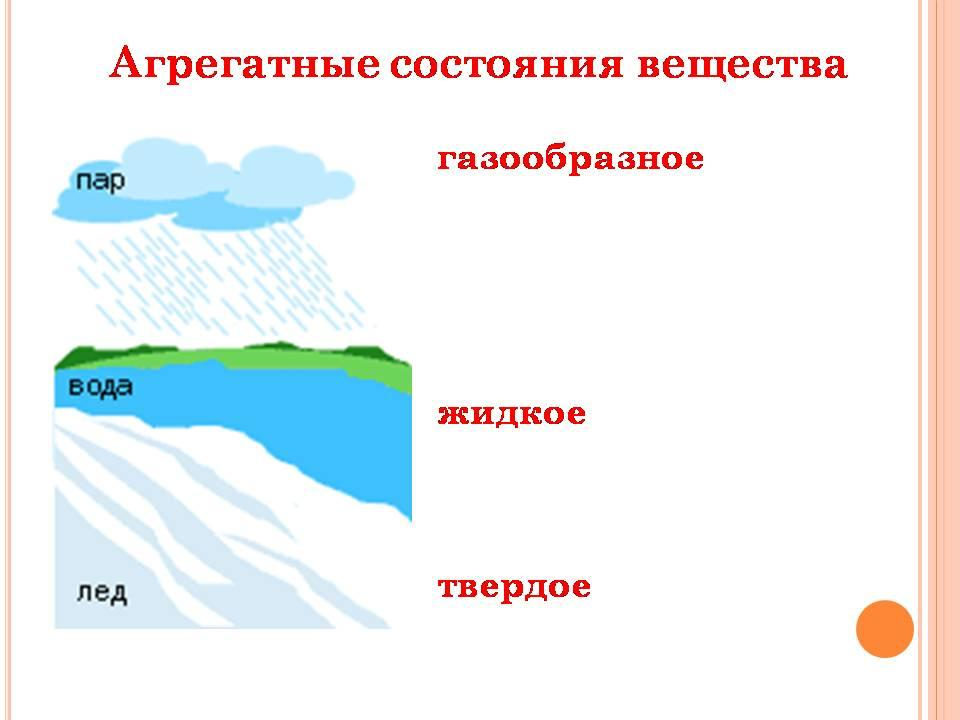 Агрегатные состояния вещества
газообразное
пар
вода
жидкое
твердое
лед